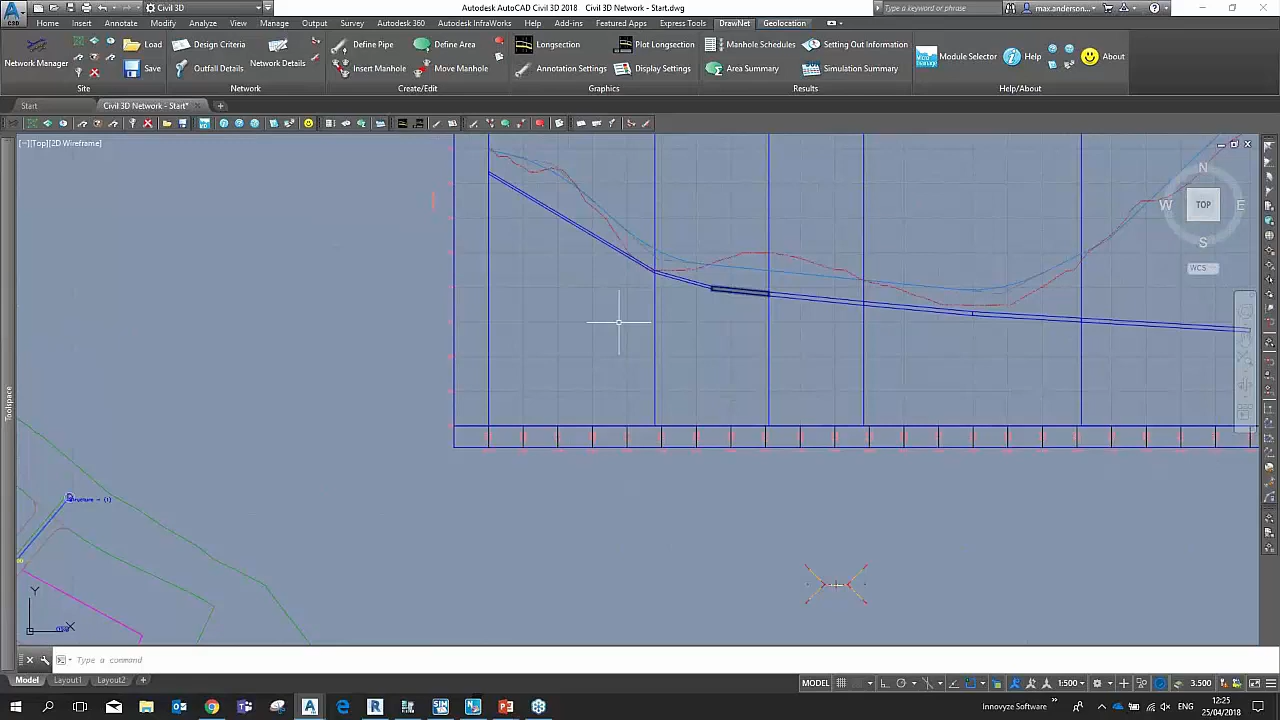 Civil 3D
Autodesk AutoCAD Civil 3D 2018 Civil 3D Network - Start.dwg
Type a keyword or phrase
max.anderson...
Home Insert Annotate Modify Analyze View Manage Output Survey Autodesk 360 Autodesk InfraWorks Help Add-ins Featured Apps Express Tools DrawNet Geolocation
Network Manager
Load
Save
Site
Design Criteria
Outfall Details
Network Details
Network
Define Pipe
Define Area
Insert Manhole
Move Manhole
Create/Edit
Longsection
Plot Longsection
Annotation Settings
Display Settings
Graphics
Manhole Schedules
Setting Out Information
Area Summary
Simulation Summary
Results
Module Selector
Help
About
Help/About
Start
Civil 3D Network - Start*
[−][Top][2D Wireframe]
N
W TOP E
S
WCS
Toolspace
Structure - (1)
Y
X
Type a command
Model Layout1 Layout2 +
MODEL
1:500
3.500
Innovyze Software
12:25
25/04/2018